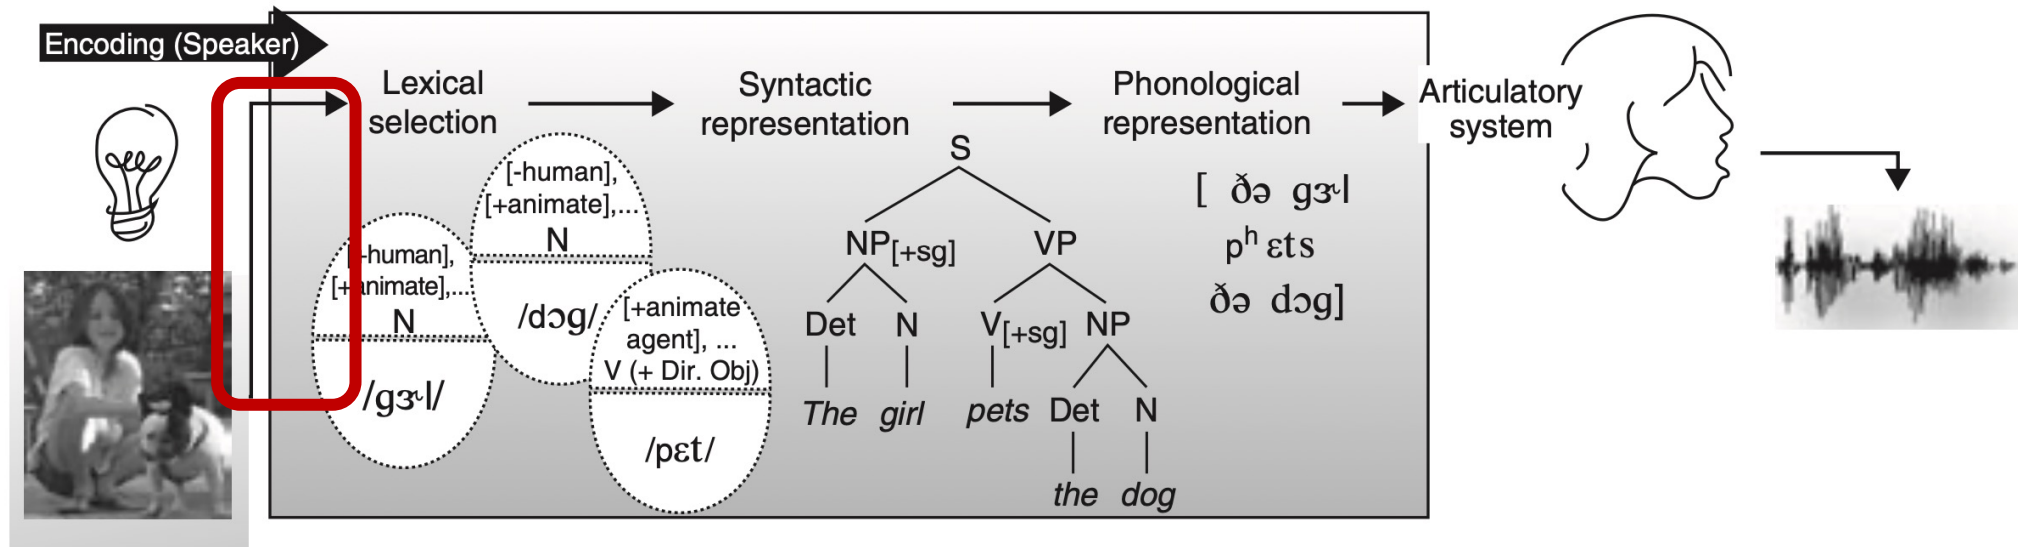 Encoding (Speaker)
Lexical
selection
Syntactic
representation
Phonological
representation
Articulatory
system
[-human],
[+animate],...
N
/gɝl/
[-human],
[+animate],...
N
/dɔg/
[+animate
agent], ...
V (+ Dir. Obj)
/pɛt/
S
NP[+sg] VP
Det N V[+sg] NP
The girl pets Det N
the dog
[ ðə gɝl
pʰɛts
ðə dɔg]